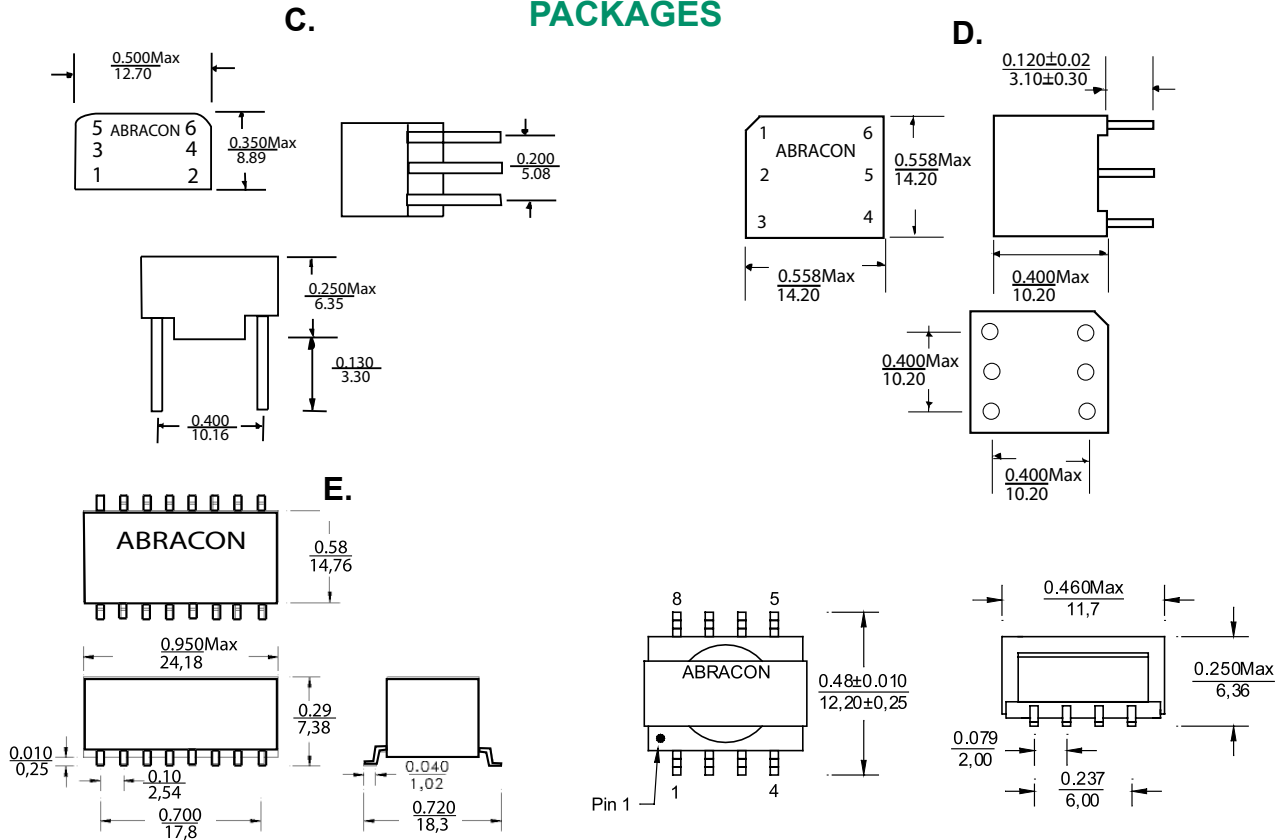 PACKAGES
C.
0.500Max
12.70
5 ABRACON 6
3 4
1 2
0.350Max
8.89
0.200
5.08
0.250Max
6.35
0.130
3.30
0.400
10.16
D.
0.120±0.02
3.10±0.30
1 6
ABRACON
2 5
3 4
0.558Max
14.20
0.558Max
14.20
0.400Max
10.20
0.400Max
10.20
0.400Max
10.20
E.
ABRACON
0.58
14,76
0.950Max
24,18
0.29
7,38
0.010
0,25
0.10
2,54
0.700
17,8
0.040
1,02
0.720
18,3
8 5
ABRACON
0.48±0.010
12,20±0,25
Pin 1
1 4
0.460Max
11,7
0.250Max
6,36
0.079
2,00
0.237
6,00